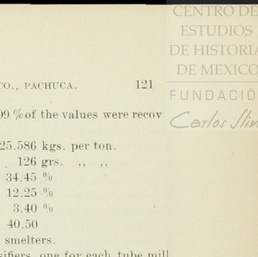 CENTRO DE
ESTUDIOS
DE HISTORIA
DE MEXICO
FUNDACIÓ
Carlos Slim
CO., PACHUCA. 121
09 % of the values were recov
25.586 kgs. per ton.
126 grs. ,, ,,
34.45 %
12.25 %
3.40 %
40.50
smelters.
sifiers, one for each tube mill